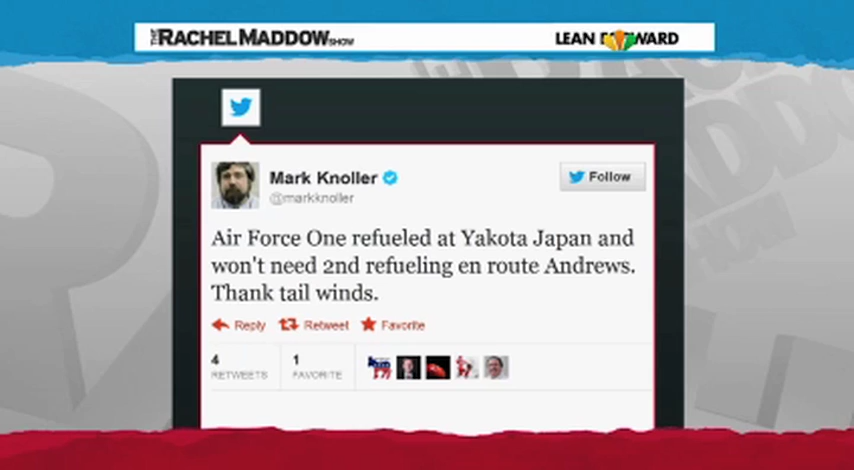 THE RACHEL MADDOW SHOW
LEAN FORWARD
Mark Knoller
@markknoller
Follow
Air Force One refueled at Yakota Japan and
won't need 2nd refueling en route Andrews.
Thank tail winds.
Reply Retweet Favorite
4
RETWEETS
1
FAVORITE